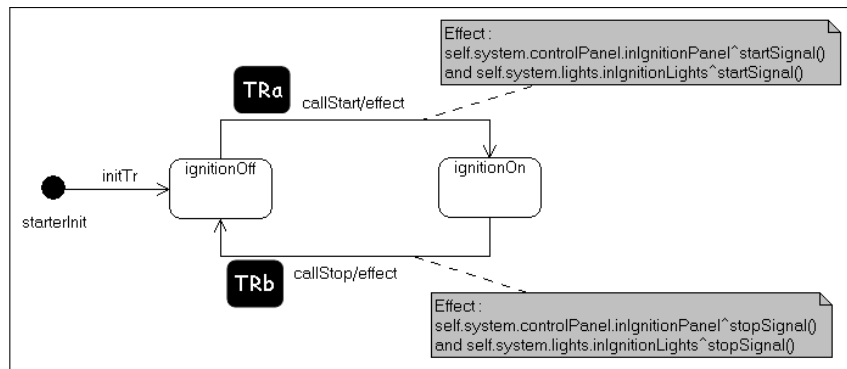 Effect :
self.system.controlPanel.inIgnitionPanel^startSignal()
and self.system.lights.inIgnitionLights^startSignal()
TRa
callStart/effect
ignitionOff
ignitionOn
initTr
starterInit
TRb
callStop/effect
Effect :
self.system.controlPanel.inIgnitionPanel^stopSignal()
and self.system.lights.inIgnitionLights^stopSignal()